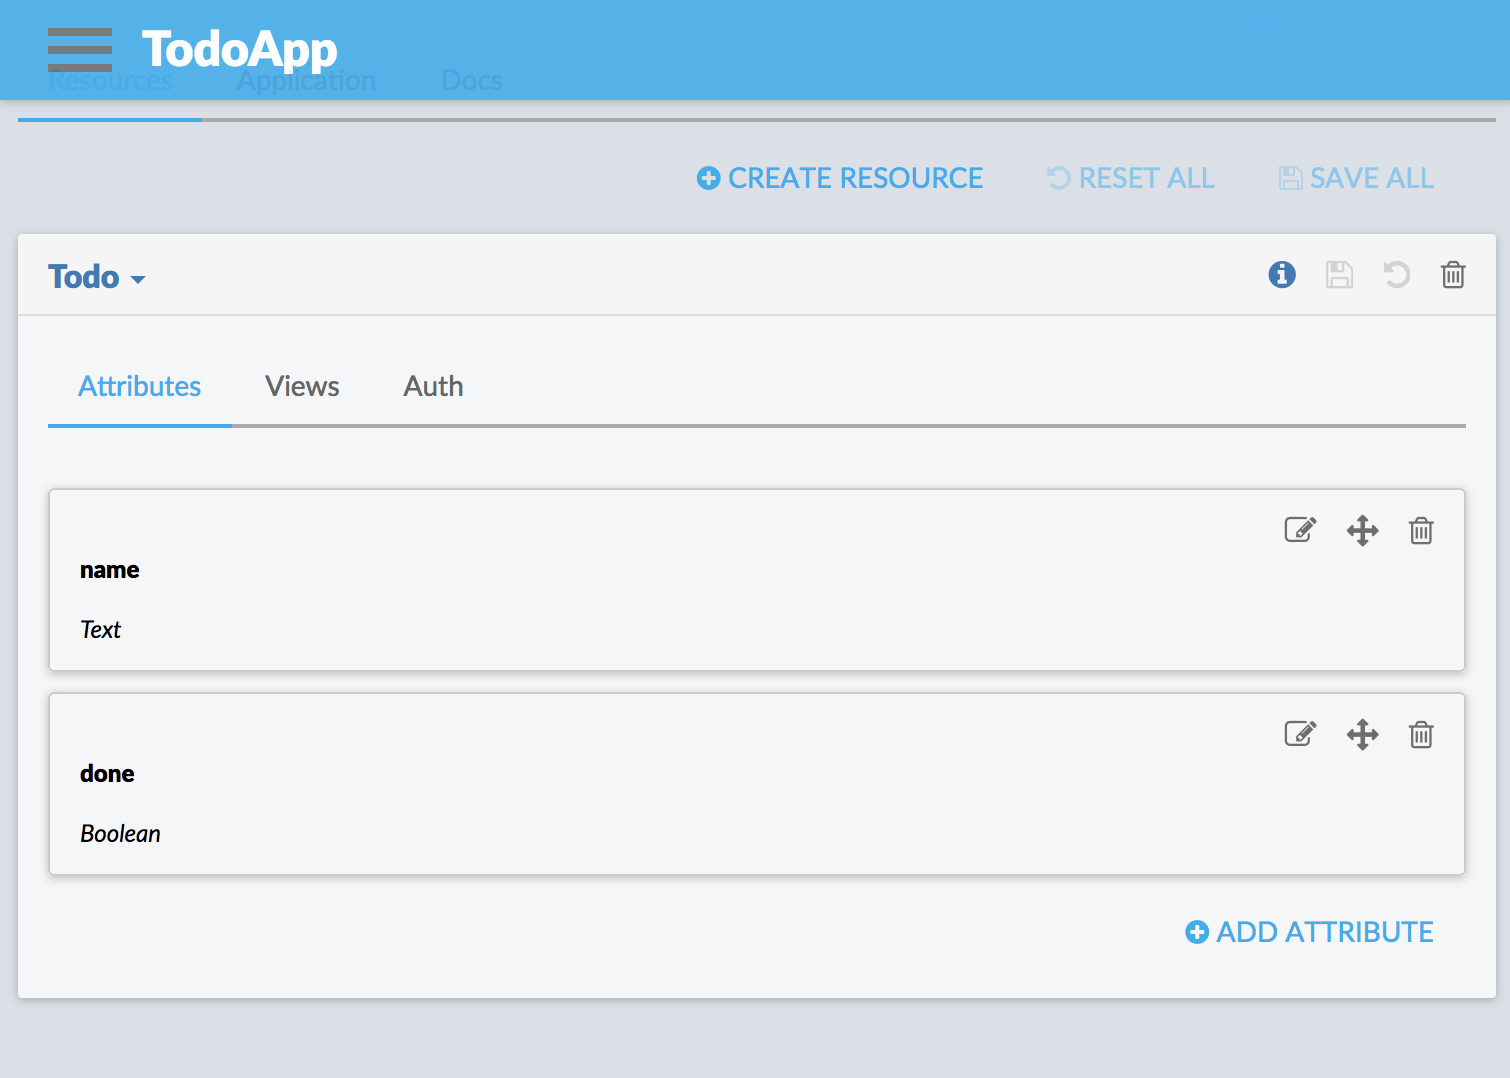 TodoApp
Resources Application Docs
CREATE RESOURCE RESET ALL SAVE ALL
Todo
Attributes Views Auth
name
Text
done
Boolean
ADD ATTRIBUTE